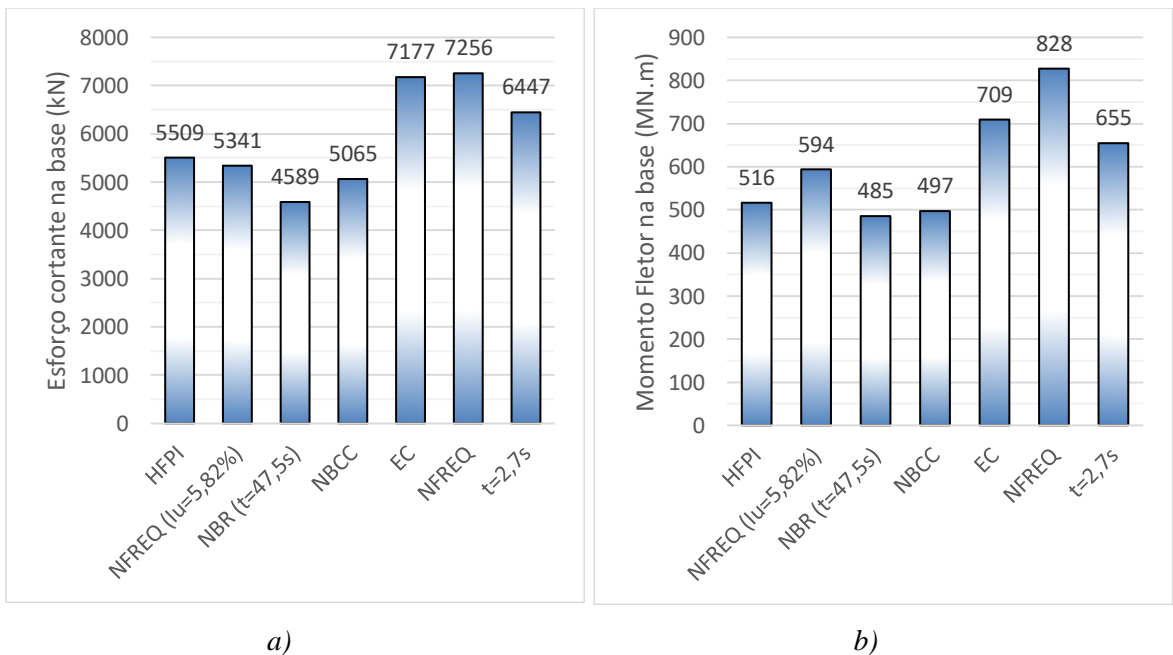 Esforço cortante na base (kN)
8000
7000
6000
5000
4000
3000
2000
1000
0
5509
5341
4589
5065
7177
7256
6447
HFPI
NFREQ (Iu=5,82%)
NBR (t=47,5s)
NBCC
EC
NFREQ
t=2,7s
a)
Momento Fletor na base (MN.m)
900
800
700
600
500
400
300
200
100
0
516
594
485
497
709
828
655
HFPI
NFREQ (Iu=5,82%)
NBR (t=47,5s)
NBCC
EC
NFREQ
t=2,7s
b)